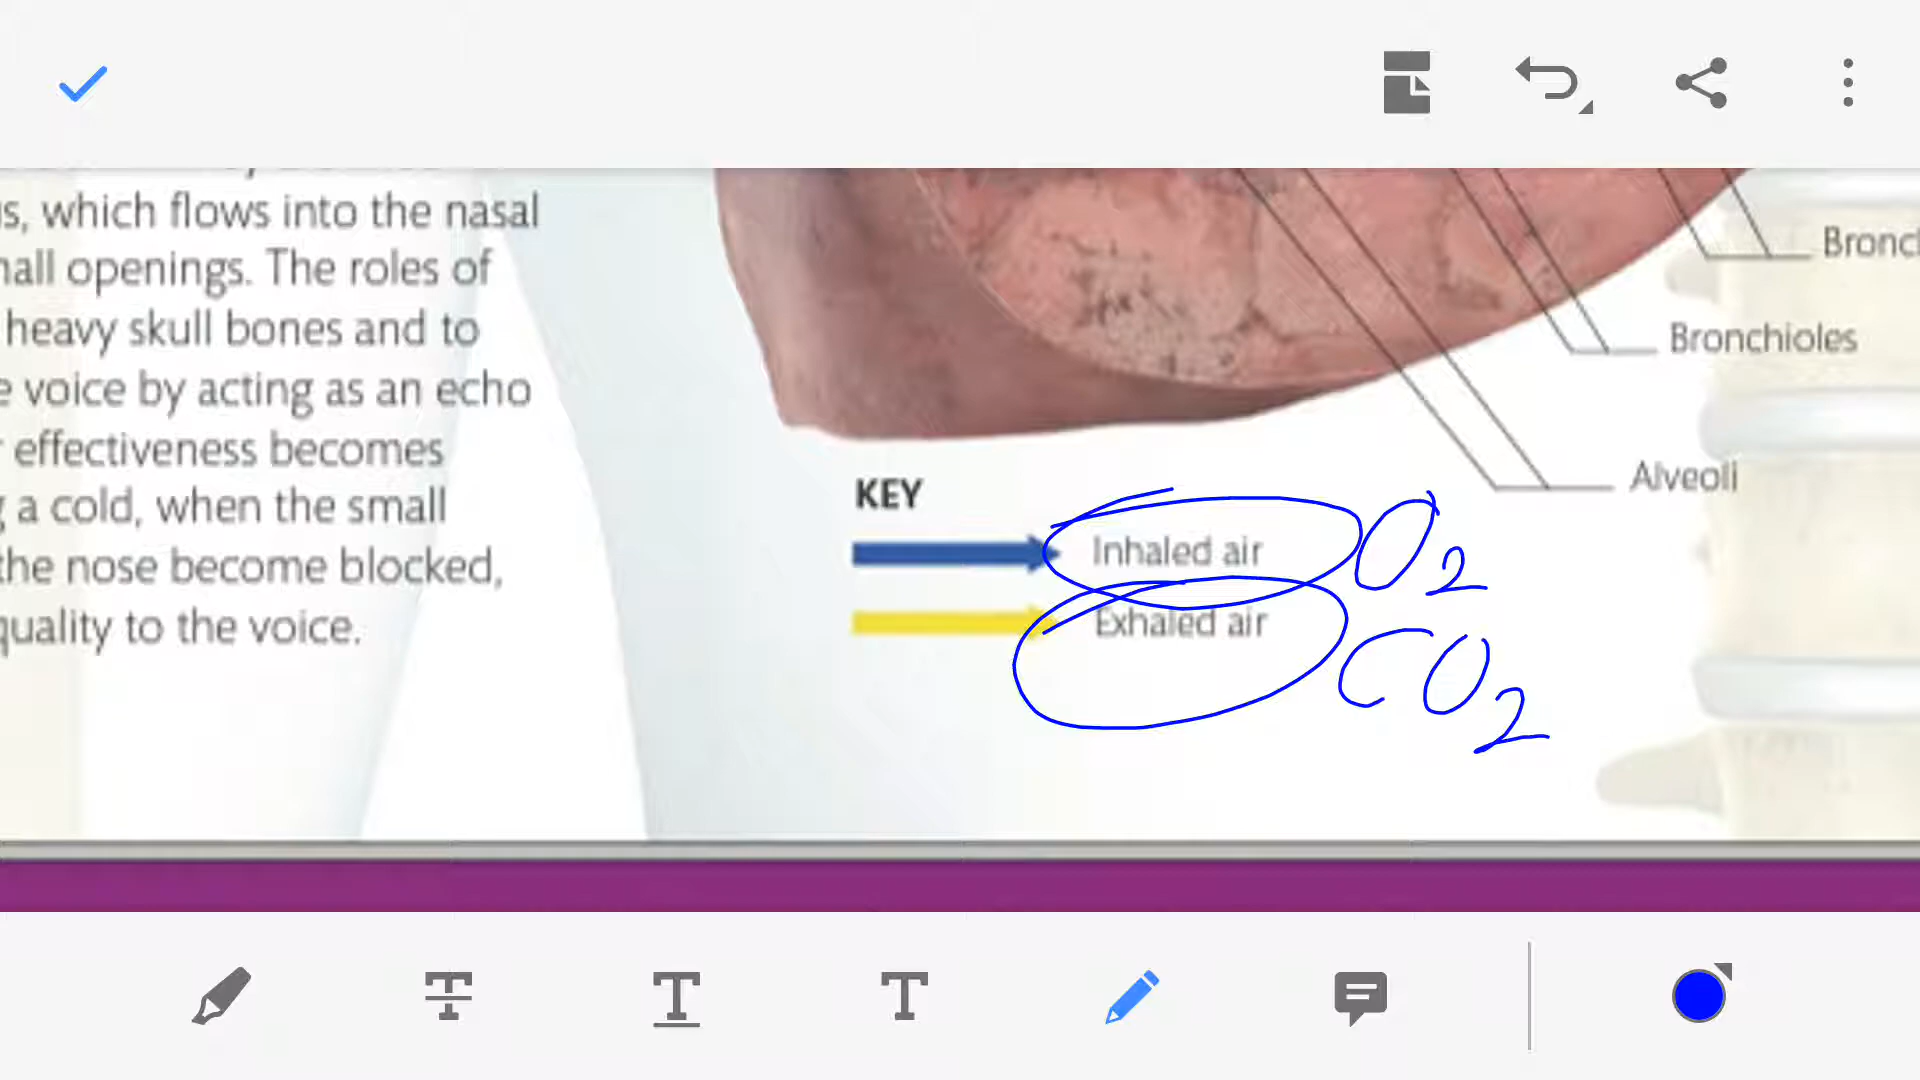 which flows into the nasal
openings. The roles of
heavy skull bones and to
voice by acting as an echo
effectiveness becomes
a cold, when the small
the nose become blocked,
quality to the voice.
Bronc
Bronchioles
Alveoli
KEY
Inhaled air O2
Exhaled air CO2